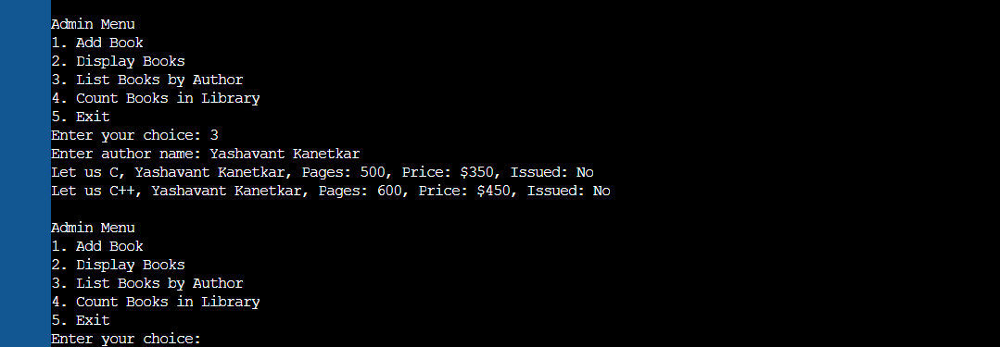 Admin Menu
1. Add Book
2. Display Books
3. List Books by Author
4. Count Books in Library
5. Exit
Enter your choice: 3
Enter author name: Yashavant Kanetkar
Let us C, Yashavant Kanetkar, Pages: 500, Price: $350, Issued: No
Let us C++, Yashavant Kanetkar, Pages: 600, Price: $450, Issued: No
Admin Menu
1. Add Book
2. Display Books
3. List Books by Author
4. Count Books in Library
5. Exit
Enter your choice: